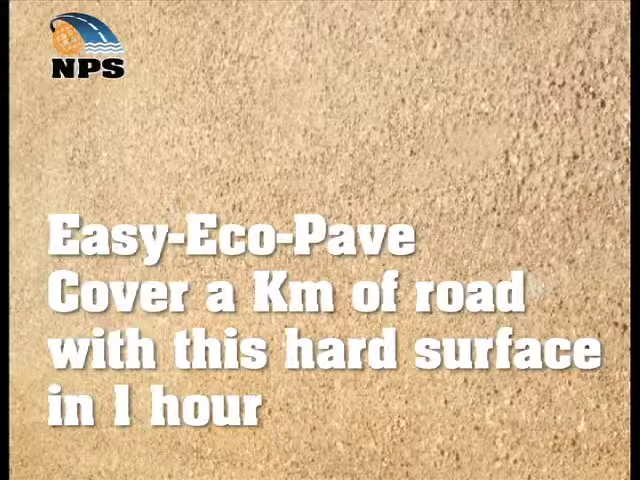 NPS
Easy-Eco-Pave
Cover a Km of road
with this hard surface
in 1 hour